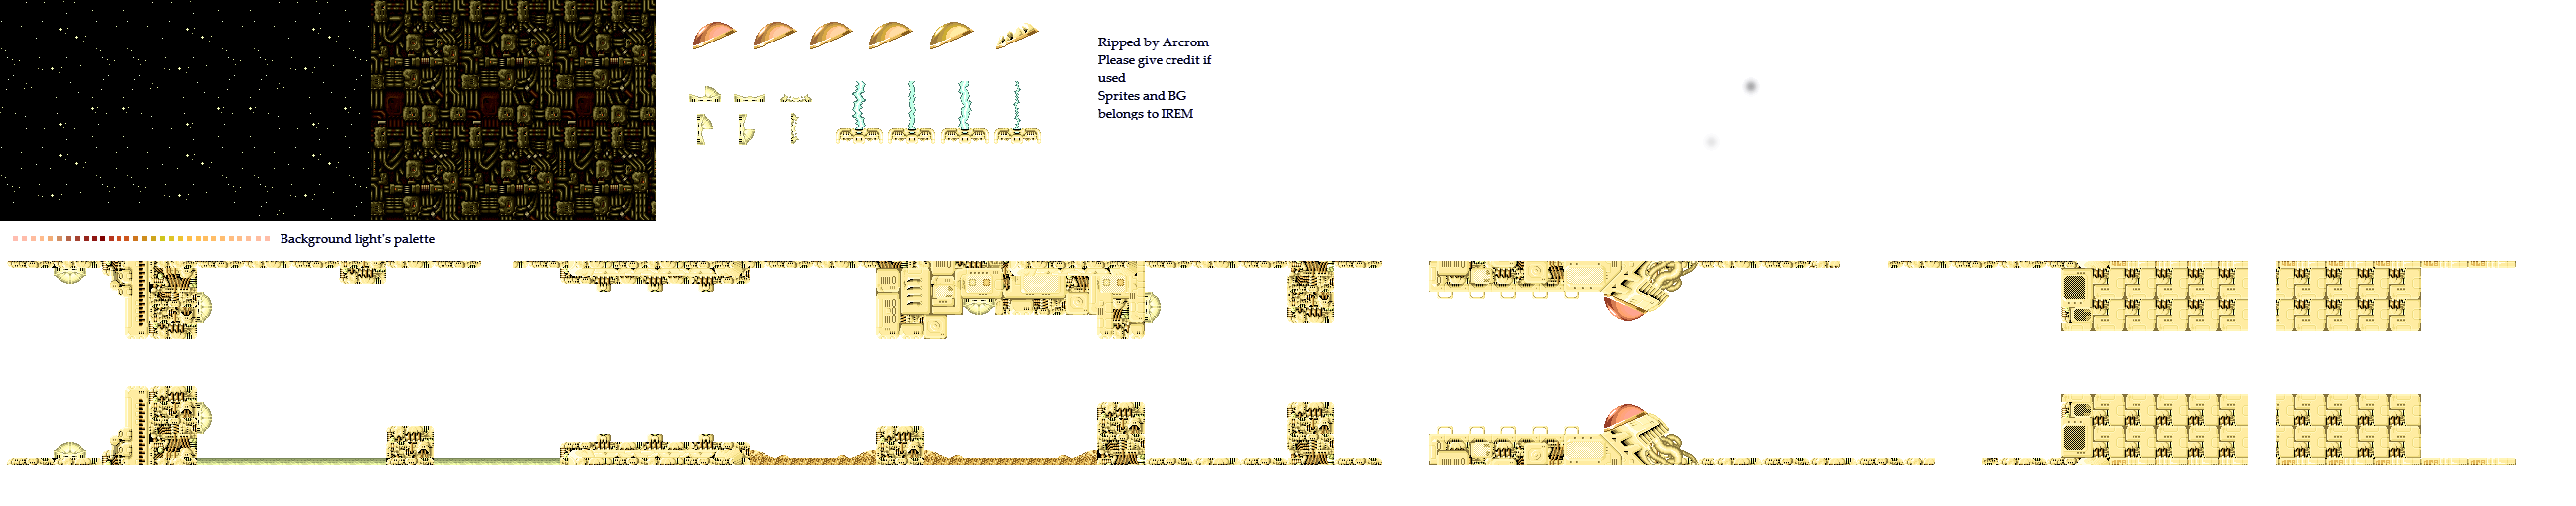 Ripped by Arcrom
Please give credit if
used
Sprites and BG
belongs to IREM
Background light's palette